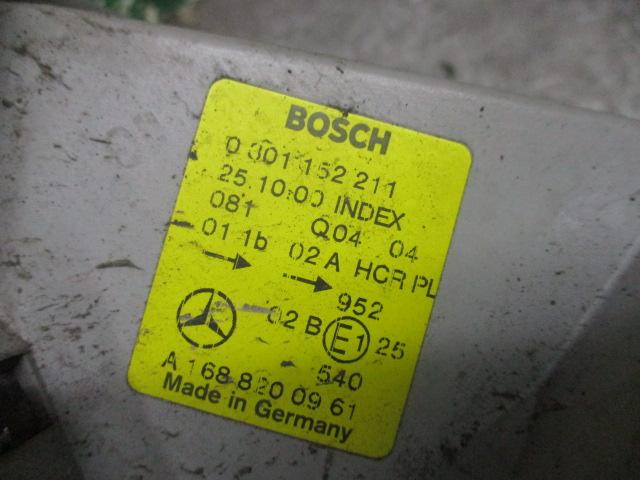 BOSCH
0 301 152 211
25.10.00 INDEX
081 Q04 04
01 1b 02 A HCR PL
952
02 B E1 25
540
A 168 820 09 61
Made in Germany